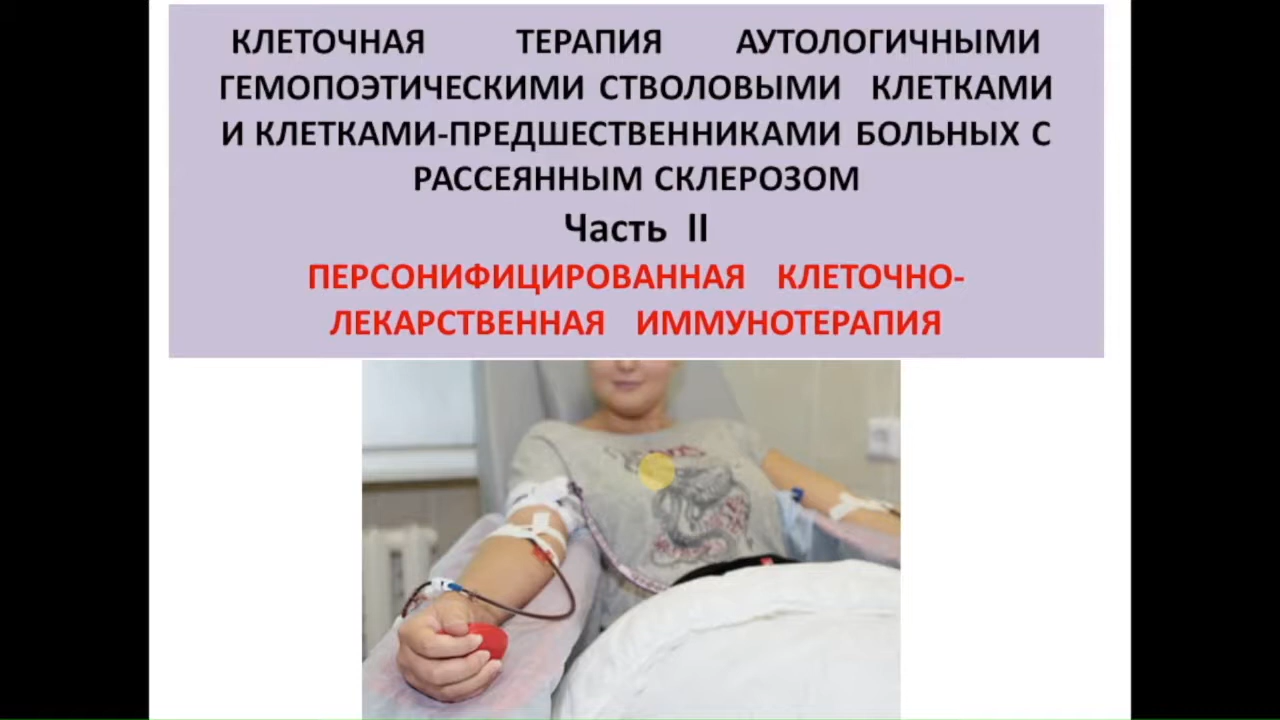 КЛЕТОЧНАЯ ТЕРАПИЯ АУТОЛОГИЧНЫМИ
ГЕМОПОЭТИЧЕСКИМИ СТВОЛОВЫМИ КЛЕТКАМИ
И КЛЕТКАМИ-ПРЕДШЕСТВЕННИКАМИ БОЛЬНЫХ С
РАССЕЯННЫМ СКЛЕРОЗОМ
Часть II
ПЕРСОНИФИЦИРОВАННАЯ КЛЕТОЧНО-
ЛЕКАРСТВЕННАЯ ИММУНОТЕРАПИЯ